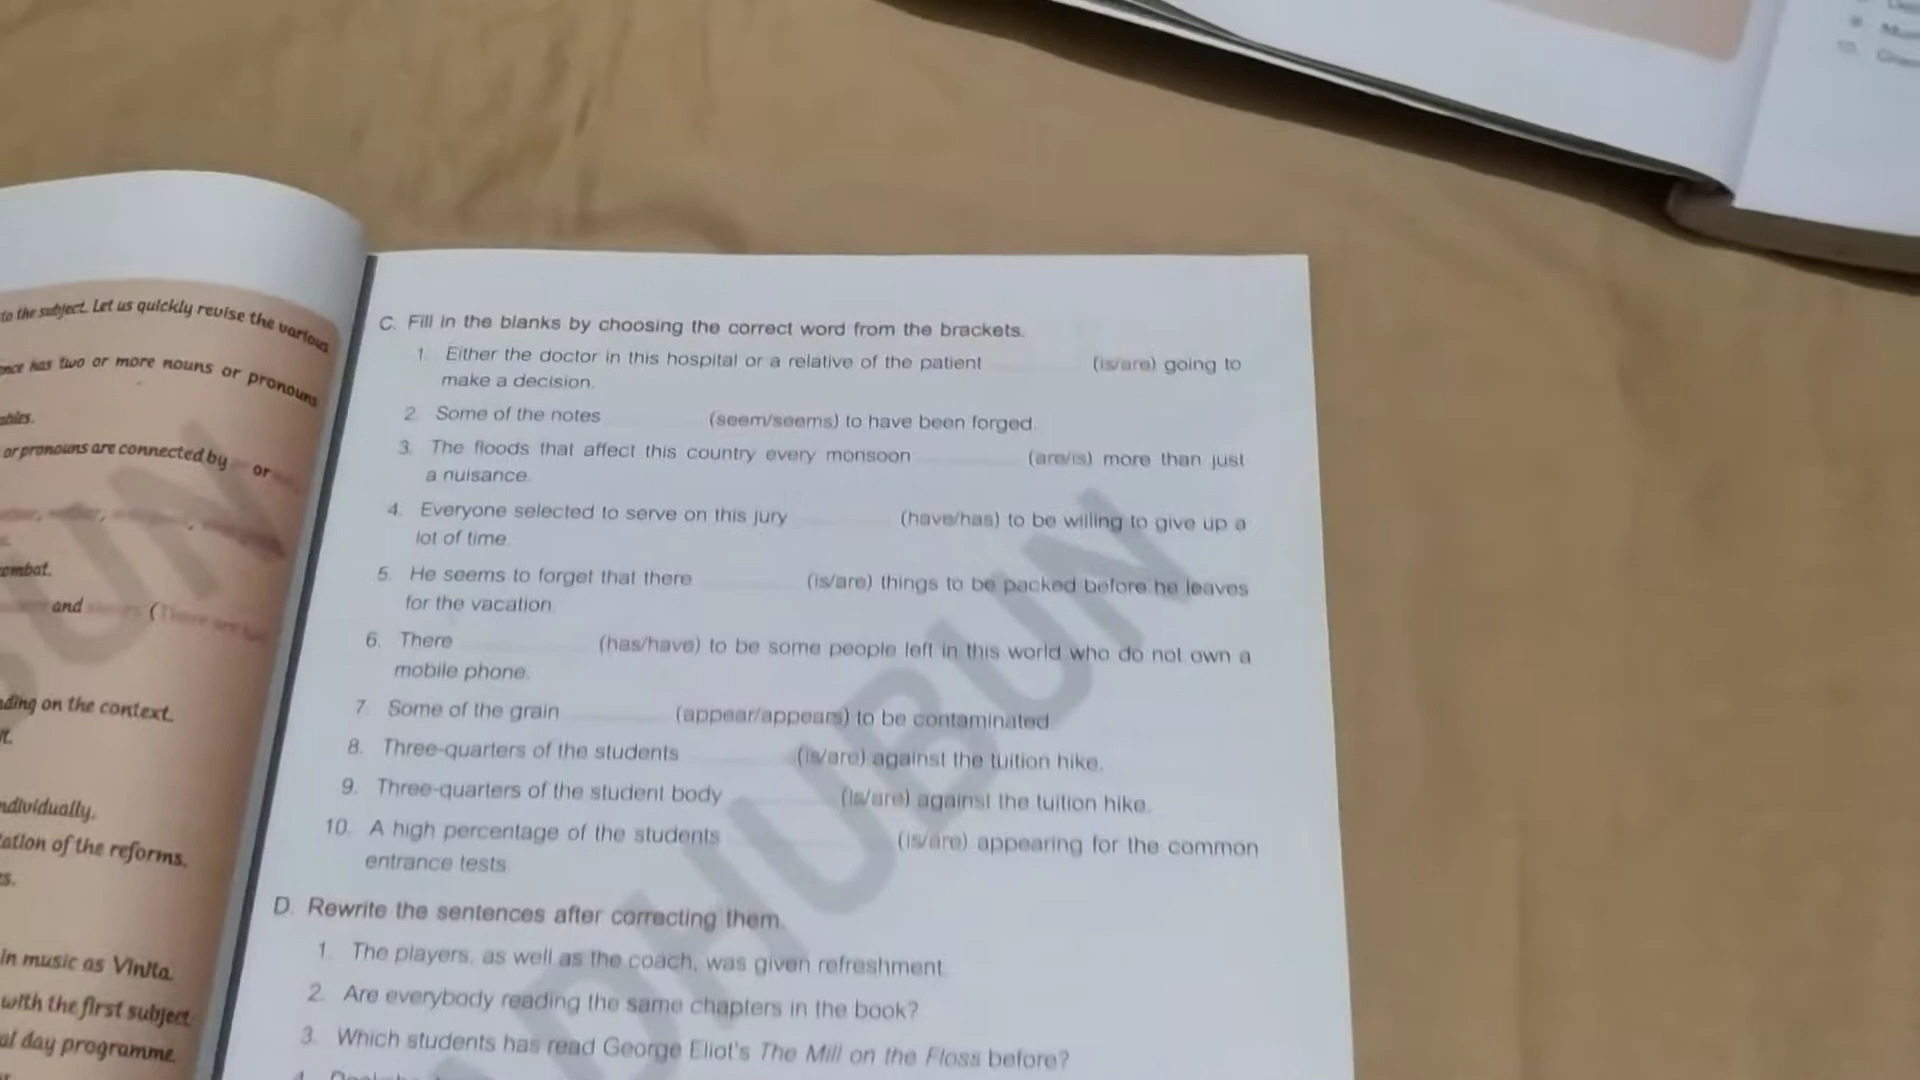 to the subject. Let us quickly revise the various
ence has two or more nouns or pronouns
or pronouns are connected by or
combat.
and
ding on the context.
ndividually.
tation of the reforms.
in music as Vinita.
with the first subject.
al day programme
C. Fill in the blanks by choosing the correct word from the brackets.
1. Either the doctor in this hospital or a relative of the patient (is/are) going to
make a decision.
2. Some of the notes (seem/seems) to have been forged.
3. The floods that affect this country every monsoon (are/is) more than just
a nuisance.
4. Everyone selected to serve on this jury (have/has) to be willing to give up a
lot of time.
5. He seems to forget that there (is/are) things to be packed before he leaves
for the vacation.
6. There (has/have) to be some people left in this world who do not own a
mobile phone.
7. Some of the grain (appear/appears) to be contaminated.
8. Three-quarters of the students (is/are) against the tuition hike.
9. Three-quarters of the student body (is/are) against the tuition hike.
10. A high percentage of the students (is/are) appearing for the common
entrance tests.
D. Rewrite the sentences after correcting them.
1. The players, as well as the coach, was given refreshment.
2. Are everybody reading the same chapters in the book?
3. Which students has read George Eliot's The Mill on the Floss before?